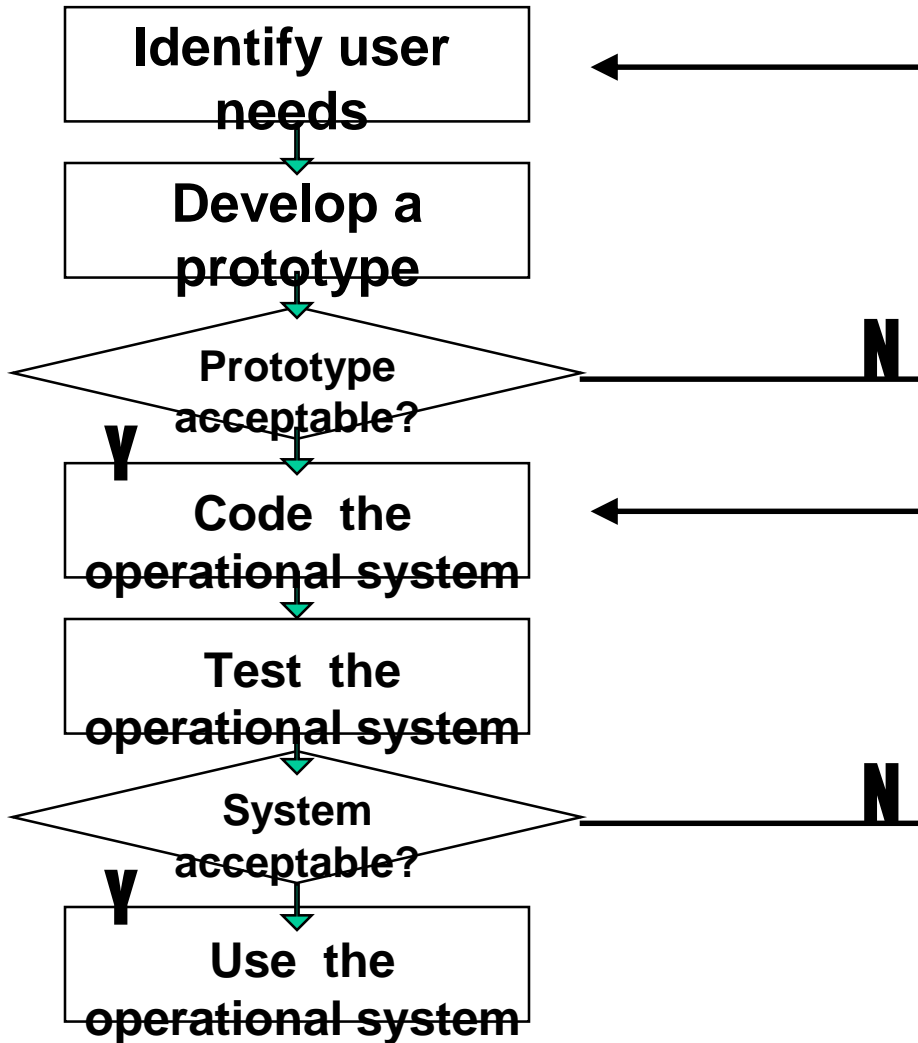 Identify user
needs
Develop a
prototype
Prototype
acceptable?
N
Y
Code the
operational system
Test the
operational system
System
acceptable?
N
Y
Use the
operational system